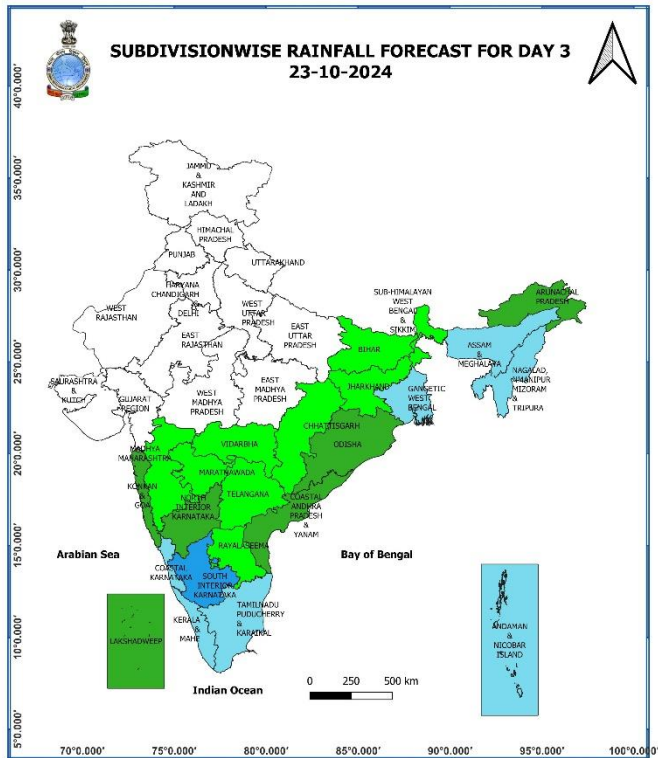 SUBDIVISIONWISE RAINFALL FORECAST FOR DAY 3
23-10-2024
40°0.000'
35°0.000'
30°0.000'
25°0.000'
20°0.000'
15°0.000'
10°0.000'
5°0.000'
JAMMU
&
KASHMIR
AND
LADAKH
HIMACHAL
PRADESH
PUNJAB
UTTARAKHAND
HARYANA
CHANDIGARH
&
DELHI
WEST
RAJASTHAN
WEST
UTTAR
PRADESH
EAST
RAJASTHAN
EAST
UTTAR
PRADESH
SUB-HIMALAYAN
WEST
BENGAL
&
SIKKIM
ARUNACHAL
PRADESH
ASSAM
&
MEGHALAYA
NAGALAD,
MANIPUR
MIZORAM &
TRIPURA
BIHAR
JHARKHAND
GANGETIC
WEST
BENGAL
SAURASHTRA
&
KUTCH
GUJARAT
REGION
WEST
MADHYA
PRADESH
EAST
MADHYA
PRADESH
CHHATTISGARH
ODISHA
VIDARBHA
MADHYA
MAHARASHTRA
MARATHAWADA
KONKAN
&
GOA
NORTH
INTERIOR
KARNATAKA
TELANGANA
COASTAL
ANDHRA
PRADESH
&
YANAM
RAYALASEEMA
Arabian Sea
Bay of Bengal
COASTAL
KARNATAKA
SOUTH
INTERIOR
KARNATAKA
TAMILNADU
PUDUCHERRY
&
KARAIKAL
KERALA
&
MAHE
LAKSHADWEEP
ANDAMAN
&
NICOBAR
ISLAND
Indian Ocean
0 250 500 km
70°0.000' 75°0.000' 80°0.000' 85°0.000' 90°0.000' 95°0.000' 100°0.000'